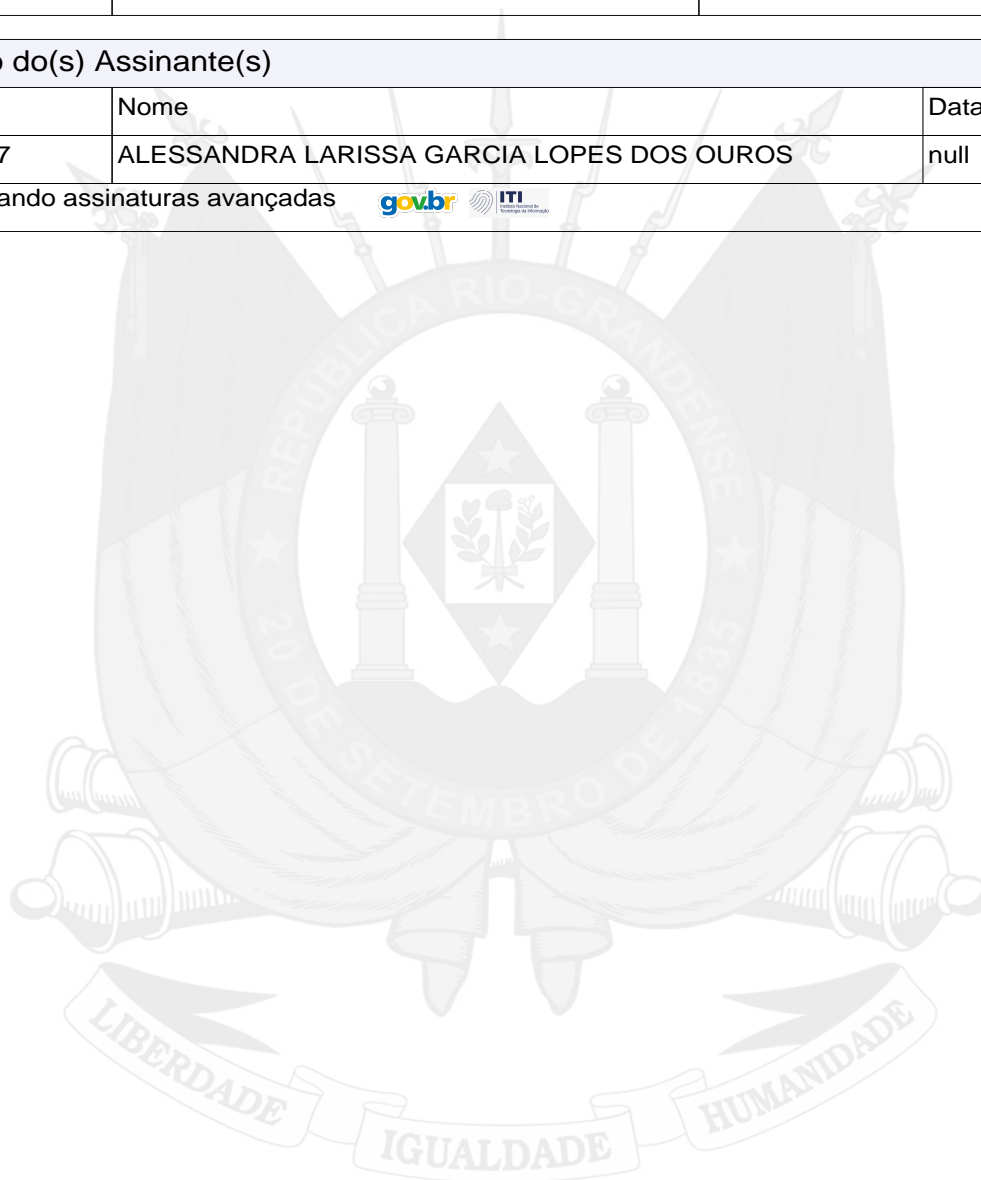 o do(s) Assinante(s)
Nome
Data
7
ALESSANDRA LARISSA GARCIA LOPES DOS OUROS
null
ando assinaturas avançadas
gov.br
ITI
REPÚBLICA RIO-GRANDENSE
20 DE SETEMBRO DE 1835
LIBERDADE
IGUALDADE
HUMANIDADE